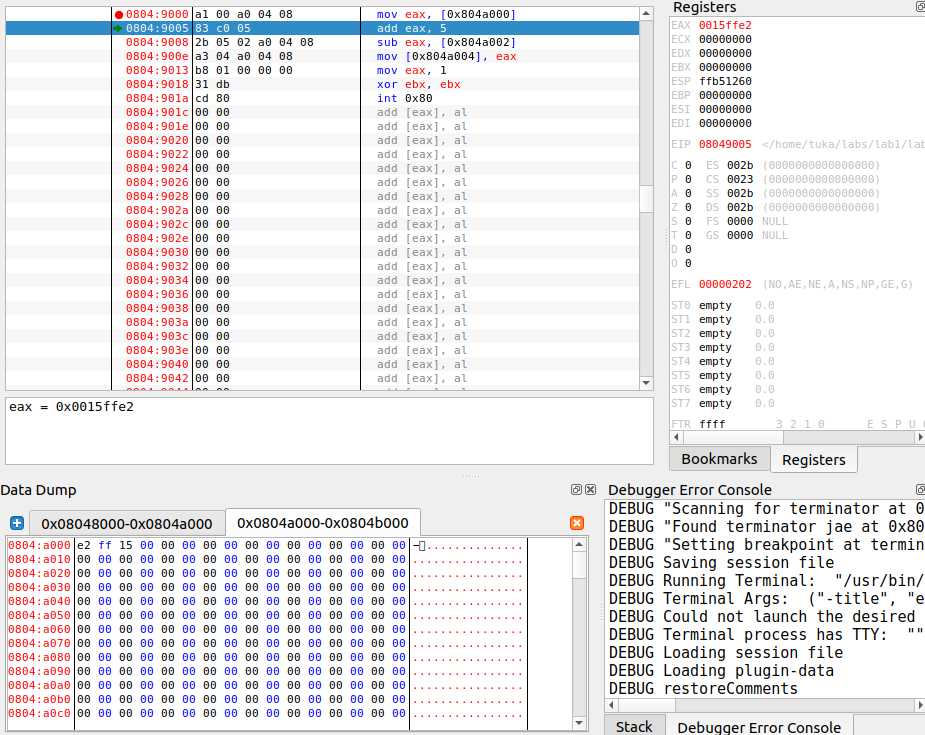 0804:9000 a1 00 a0 04 08 mov eax, [0x804a000]
0804:9005 83 c0 05 add eax, 5
0804:9008 2b 05 02 a0 04 08 sub eax, [0x804a002]
0804:900e a3 04 a0 04 08 mov [0x804a004], eax
0804:9013 b8 01 00 00 00 mov eax, 1
0804:9018 31 db xor ebx, ebx
0804:901a cd 80 int 0x80
0804:901c 00 00 add [eax], al
0804:901e 00 00 add [eax], al
0804:9020 00 00 add [eax], al
0804:9022 00 00 add [eax], al
0804:9024 00 00 add [eax], al
0804:9026 00 00 add [eax], al
0804:9028 00 00 add [eax], al
0804:902a 00 00 add [eax], al
0804:902c 00 00 add [eax], al
0804:902e 00 00 add [eax], al
0804:9030 00 00 add [eax], al
0804:9032 00 00 add [eax], al
0804:9034 00 00 add [eax], al
0804:9036 00 00 add [eax], al
0804:9038 00 00 add [eax], al
0804:903a 00 00 add [eax], al
0804:903c 00 00 add [eax], al
0804:903e 00 00 add [eax], al
0804:9040 00 00 add [eax], al
0804:9042 00 00 add [eax], al
eax = 0x0015ffe2
Registers
EAX 0015ffe2
ECX 00000000
EDX 00000000
EBX 00000000
ESP ffb51260
EBP 00000000
ESI 00000000
EDI 00000000
EIP 08049005 </home/tuka/labs/lab1/lab
C 0 ES 002b (0000000000000000)
P 0 CS 0023 (0000000000000000)
A 0 SS 002b (0000000000000000)
Z 0 DS 002b (0000000000000000)
S 0 FS 0000 NULL
T 0 GS 0000 NULL
D 0
O 0
EFL 00000202 (NO,AE,NE,A,NS,NP,GE,G)
ST0 empty 0.0
ST1 empty 0.0
ST2 empty 0.0
ST3 empty 0.0
ST4 empty 0.0
ST5 empty 0.0
ST6 empty 0.0
ST7 empty 0.0
FTR ffff 3 2 1 0 E S P U
Bookmarks Registers
Data Dump
0x08048000-0x0804a000 0x0804a000-0x0804b000
0804:a000 e2 ff 15 00 00 00 00 00 00 00 00 00 00 00 00 00
0804:a010 00 00 00 00 00 00 00 00 00 00 00 00 00 00 00 00 ................
0804:a020 00 00 00 00 00 00 00 00 00 00 00 00 00 00 00 00 ................
0804:a030 00 00 00 00 00 00 00 00 00 00 00 00 00 00 00 00 ................
0804:a040 00 00 00 00 00 00 00 00 00 00 00 00 00 00 00 00 ................
0804:a050 00 00 00 00 00 00 00 00 00 00 00 00 00 00 00 00 ................
0804:a060 00 00 00 00 00 00 00 00 00 00 00 00 00 00 00 00 ................
0804:a070 00 00 00 00 00 00 00 00 00 00 00 00 00 00 00 00 ................
0804:a080 00 00 00 00 00 00 00 00 00 00 00 00 00 00 00 00 ................
0804:a090 00 00 00 00 00 00 00 00 00 00 00 00 00 00 00 00 ................
0804:a0a0 00 00 00 00 00 00 00 00 00 00 00 00 00 00 00 00 ................
0804:a0b0 00 00 00 00 00 00 00 00 00 00 00 00 00 00 00 00 ................
0804:a0c0 00 00 00 00 00 00 00 00 00 00 00 00 00 00 00 00 ................
Debugger Error Console
DEBUG "Scanning for terminator at 0
DEBUG "Found terminator jae at 0x80
DEBUG "Setting breakpoint at termin
DEBUG Saving session file
DEBUG Running Terminal: "/usr/bin/
DEBUG Terminal Args: ("-title", "e
DEBUG Could not launch the desired
DEBUG Terminal process has TTY: ""
DEBUG Loading session file
DEBUG Loading plugin-data
DEBUG restoreComments
Stack Debugger Error Console